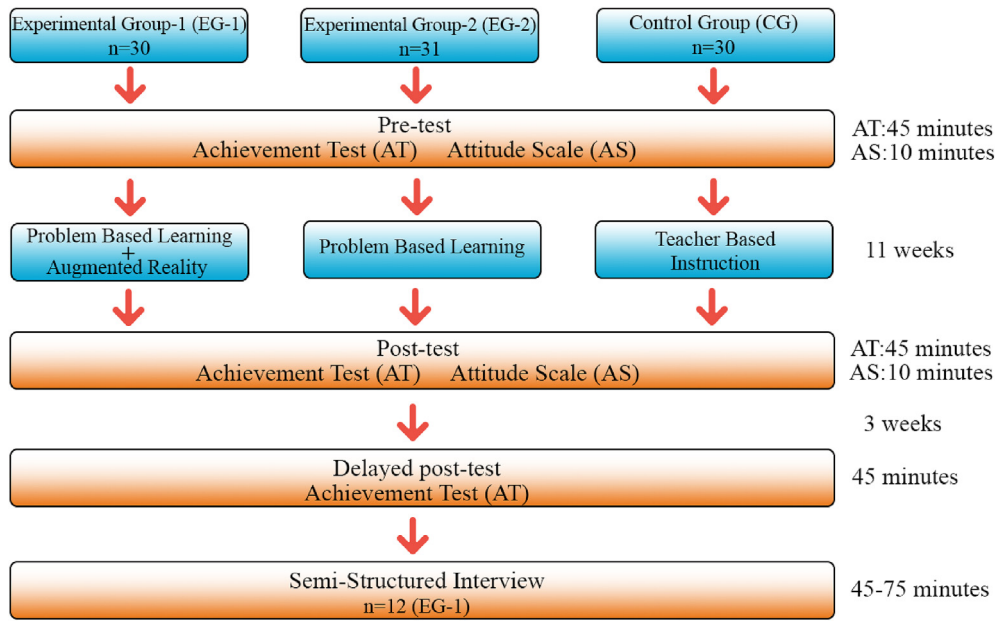 Experimental Group-1 (EG-1)
n=30
Experimental Group-2 (EG-2)
n=31
Control Group (CG)
n=30
Pre-test
Achievement Test (AT) Attitude Scale (AS)
AT:45 minutes
AS:10 minutes
Problem Based Learning
+
Augmented Reality
Problem Based Learning
Teacher Based
Instruction
11 weeks
Post-test
Achievement Test (AT) Attitude Scale (AS)
AT:45 minutes
AS:10 minutes
3 weeks
Delayed post-test
Achievement Test (AT)
45 minutes
Semi-Structured Interview
n=12 (EG-1)
45-75 minutes